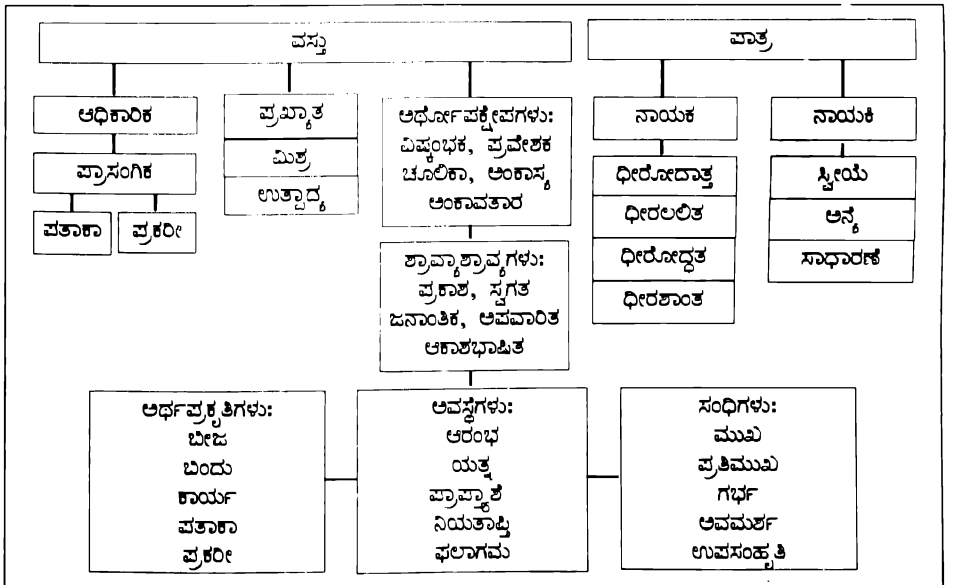 ವಸ್ತು
ಆಧಿಕಾರಿಕ
ಪ್ರಾಸಂಗಿಕ
ಪತಾಕಾ
ಪ್ರಕರೀ
ಪ್ರಖ್ಯಾತ
ಮಿಶ್ರ
ಉತ್ಪಾದ್ಯ
ಅರ್ಥೋಪಕ್ಷೇಪಗಳು:
ವಿಷ್ಕಂಭಕ, ಪ್ರವೇಶಕ
ಚೂಲಿಕಾ, ಅಂಕಾಸ್ಯ
ಅಂಕಾವತಾರ
ಶ್ರಾವ್ಯಾಶ್ರಾವ್ಯಗಳು:
ಪ್ರಕಾಶ, ಸ್ವಗತ
ಜನಾಂತಿಕ, ಅಪವಾರಿತ
ಆಕಾಶಭಾಷಿತ
ಪಾತ್ರ
ನಾಯಕ
ಧೀರೋದಾತ್ತ
ಧೀರಲಲಿತ
ಧೀರೋದ್ಧತ
ಧೀರಶಾಂತ
ನಾಯಕಿ
ಸ್ವೀಯೆ
ಅನ್ಯೆ
ಸಾಧಾರಣೆ
ಅರ್ಥಪ್ರಕೃತಿಗಳು:
ಬೀಜ
ಬಂದು
ಕಾರ್ಯ
ಪತಾಕಾ
ಪ್ರಕರೀ
ಅವಸ್ಥೆಗಳು:
ಆರಂಭ
ಯತ್ನ
ಪ್ರಾಪ್ತ್ಯಾಶೆ
ನಿಯತಾಪ್ತಿ
ಫಲಾಗಮ
ಸಂಧಿಗಳು:
ಮುಖ
ಪ್ರತಿಮುಖ
ಗರ್ಭ
ಅವಮರ್ಶ
ಉಪಸಂಹೃತಿ